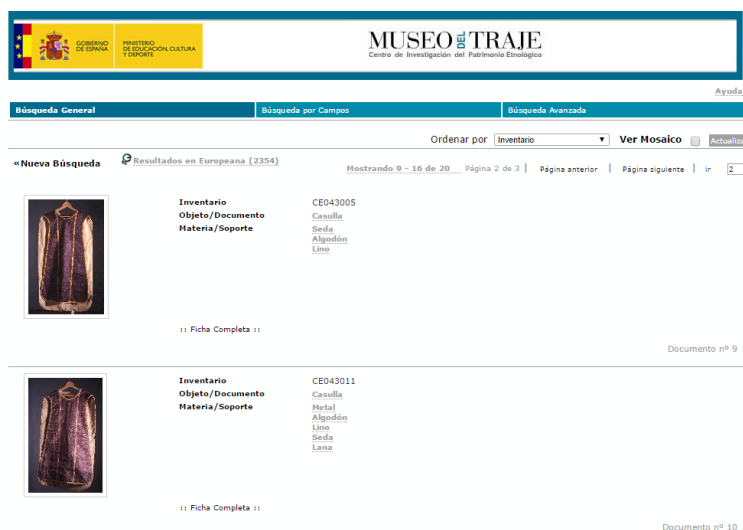 GOBIERNO DE ESPAÑA
MINISTERIO DE EDUCACIÓN, CULTURA Y DEPORTE
MUSEO DEL TRAJE
Centro de Investigación del Patrimonio Etnológico
Ayuda
Búsqueda General Búsqueda por Campos Búsqueda Avanzada
Ordenar por Inventario Ver Mosaico Actualiza
«Nueva Búsqueda Resultados en Europeana (2354)
Mostrando 9 - 16 de 20 Página 2 de 3 | Página anterior | Página siguiente | ir 2
Inventario CE043005
Objeto/Documento Casulla
Materia/Soporte Seda
Algodón
Lino
:: Ficha Completa ::
Documento nº 9
Inventario CE043011
Objeto/Documento Casulla
Materia/Soporte Metal
Algodón
Lino
Seda
Lana
:: Ficha Completa ::
Documento nº 10